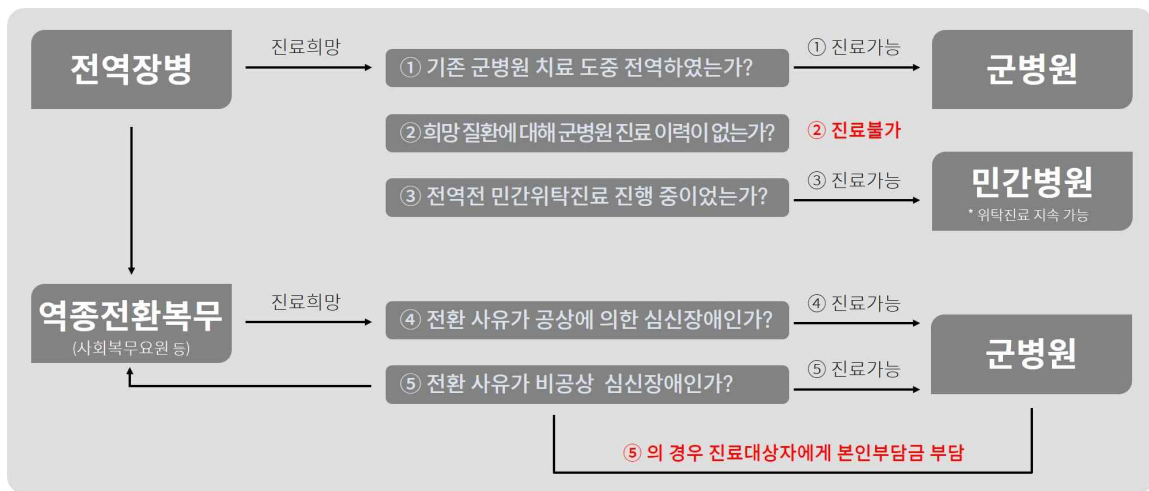 전역장병
진료희망
① 기존 군병원 치료 도중 전역하였는가?
① 진료가능
군병원
② 희망 질환에 대해 군병원 진료 이력이 없는가?
② 진료불가
③ 전역전 민간위탁진료 진행 중이었는가?
③ 진료가능
민간병원
* 위탁진료 지속 가능
역종전환복무
(사회복무요원 등)
진료희망
④ 전환 사유가 공상에 의한 심신장애인가?
④ 진료가능
군병원
⑤ 전환 사유가 비공상 심신장애인가?
⑤ 진료가능
⑤ 의 경우 진료대상자에게 본인부담금 부담